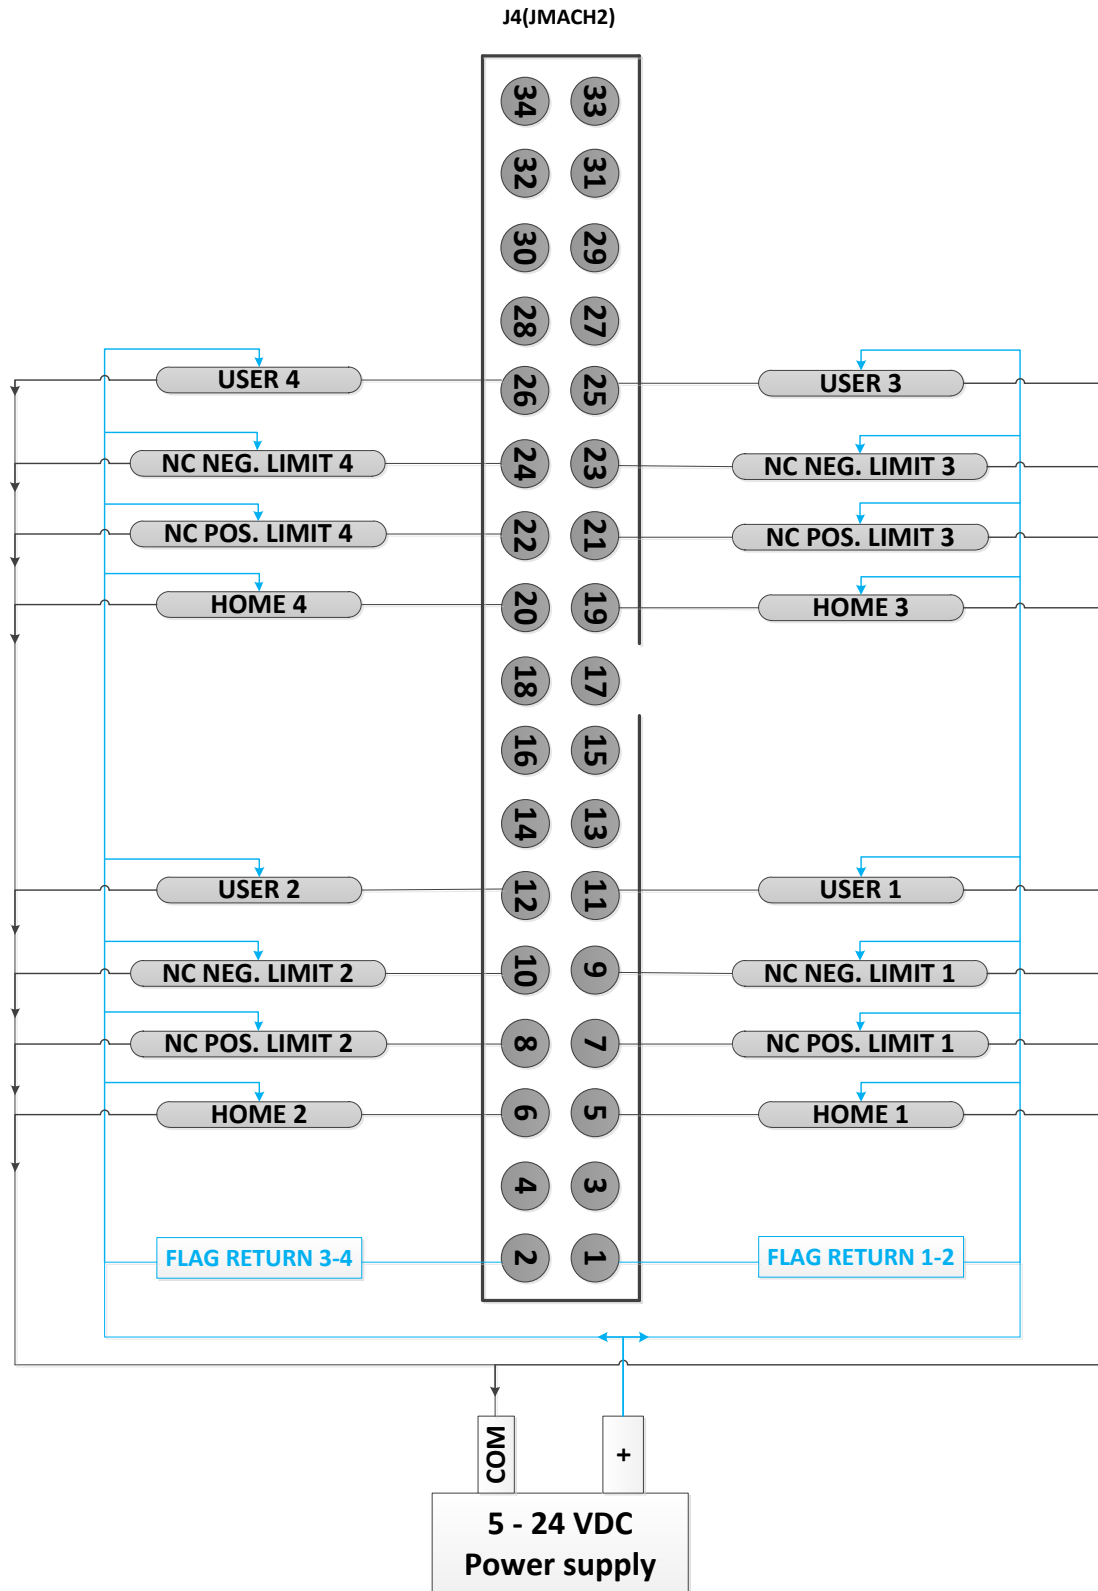 J4(JMACH2)
34 33
32 31
30 29
28 27
USER 4 26 25 USER 3
NC NEG. LIMIT 4 24 23 NC NEG. LIMIT 3
NC POS. LIMIT 4 22 21 NC POS. LIMIT 3
HOME 4 20 19 HOME 3
18 17
16 15
14 13
USER 2 12 11 USER 1
NC NEG. LIMIT 2 10 9 NC NEG. LIMIT 1
NC POS. LIMIT 2 8 7 NC POS. LIMIT 1
HOME 2 6 5 HOME 1
4 3
FLAG RETURN 3-4 2 1 FLAG RETURN 1-2
COM +
5 - 24 VDC
Power supply